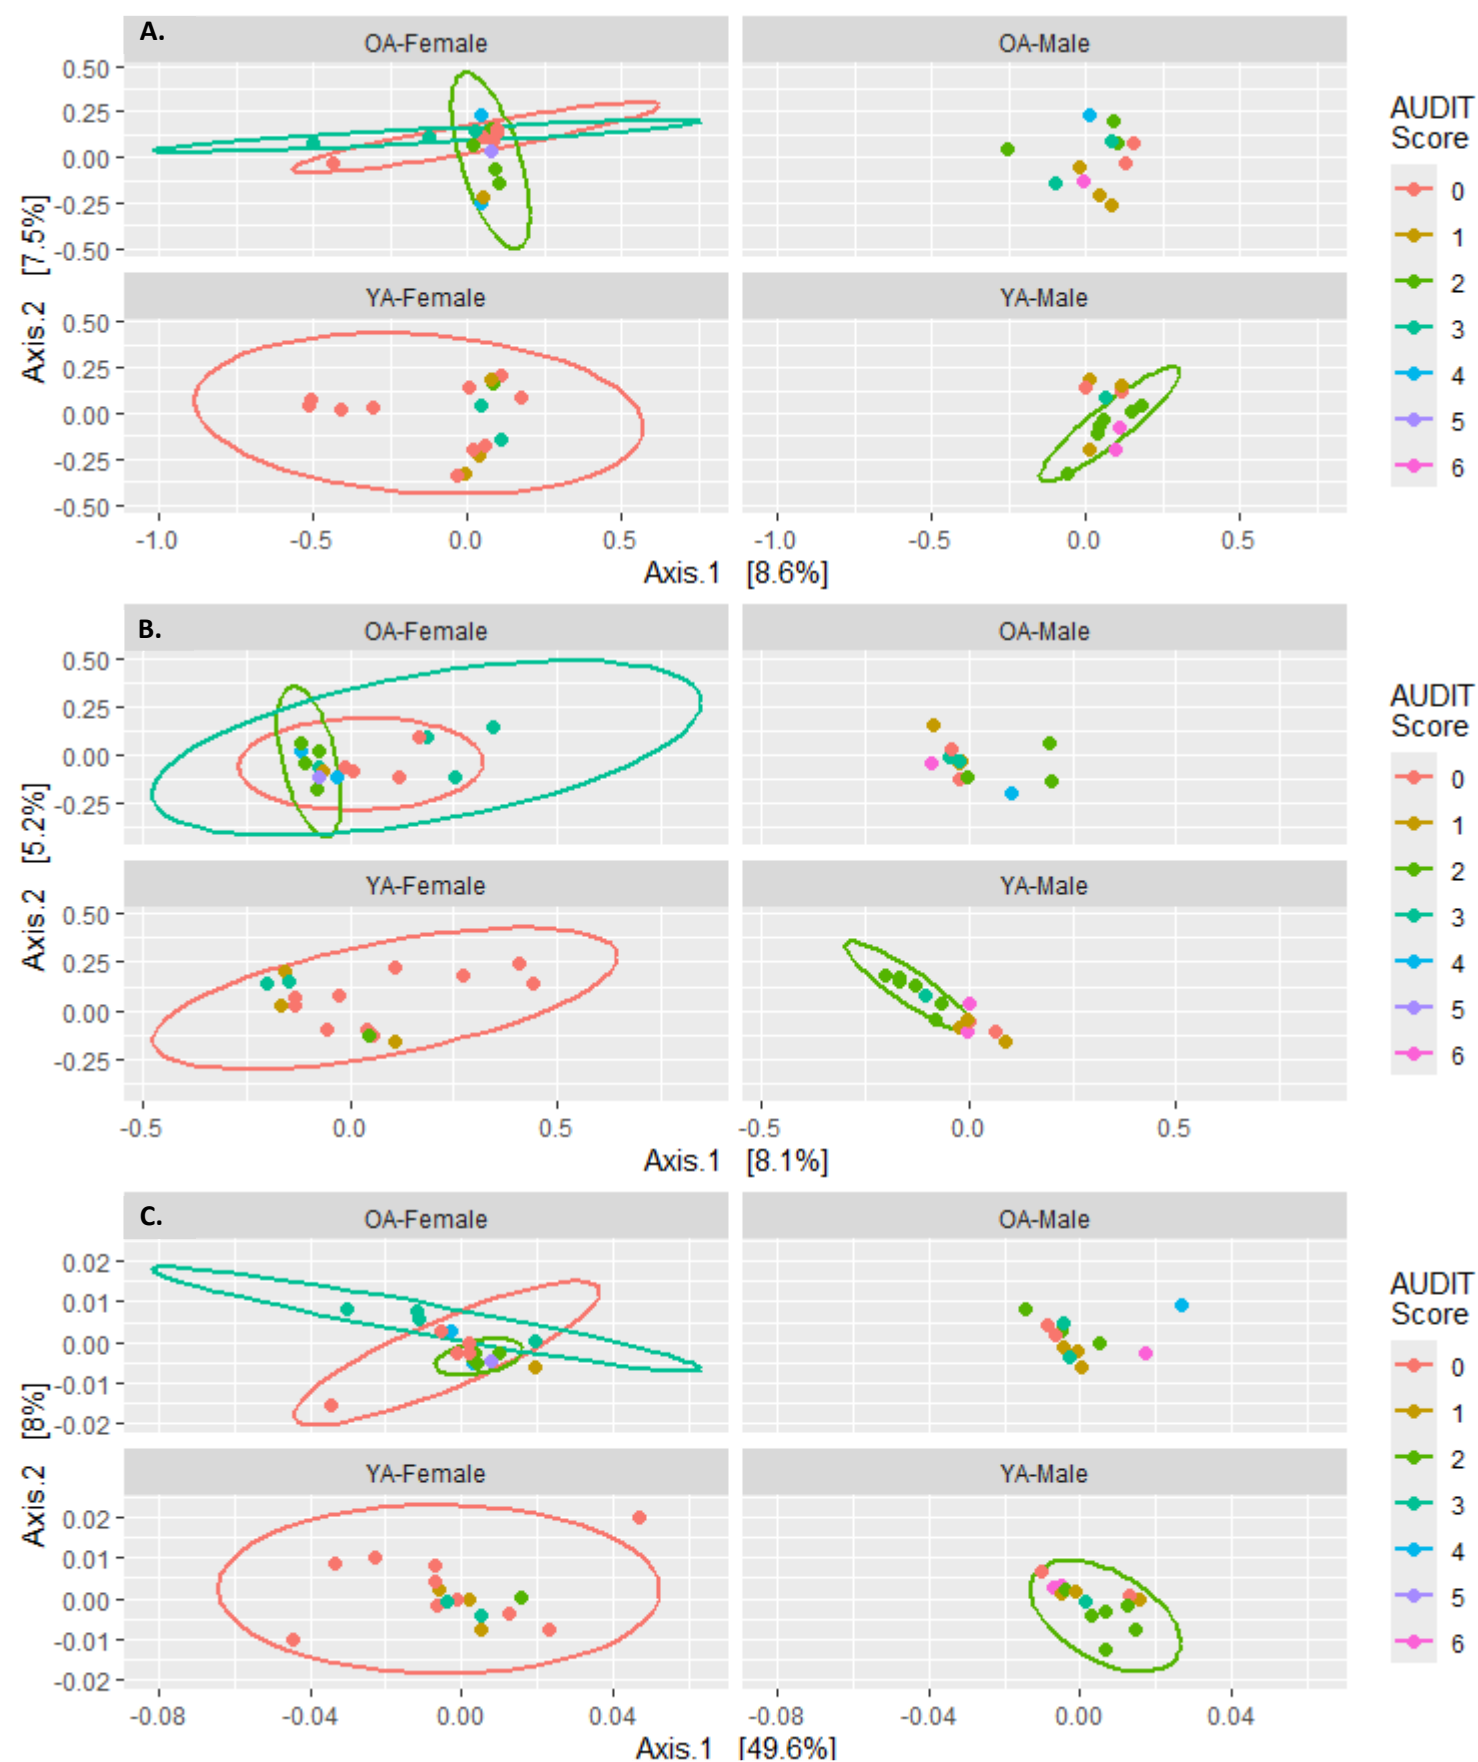 A.
OA-Female
OA-Male
0.50
0.25
0.00
-0.25
-0.50
YA-Female
YA-Male
0.50
0.25
0.00
-0.25
-0.50
Axis.2 [7.5%]
-1.0 -0.5 0.0 0.5
-1.0 -0.5 0.0 0.5
Axis.1 [8.6%]
AUDIT
Score
0
1
2
3
4
5
6
B.
OA-Female
OA-Male
0.50
0.25
0.00
-0.25
YA-Female
YA-Male
0.50
0.25
0.00
-0.25
Axis.2 [5.2%]
-0.5 0.0 0.5
-0.5 0.0 0.5
Axis.1 [8.1%]
AUDIT
Score
0
1
2
3
4
5
6
C.
OA-Female
OA-Male
0.02
0.01
0.00
-0.01
-0.02
YA-Female
YA-Male
0.02
0.01
0.00
-0.01
-0.02
Axis.2 [8%]
-0.08 -0.04 0.00 0.04
-0.08 -0.04 0.00 0.04
Axis.1 [49.6%]
AUDIT
Score
0
1
2
3
4
5
6